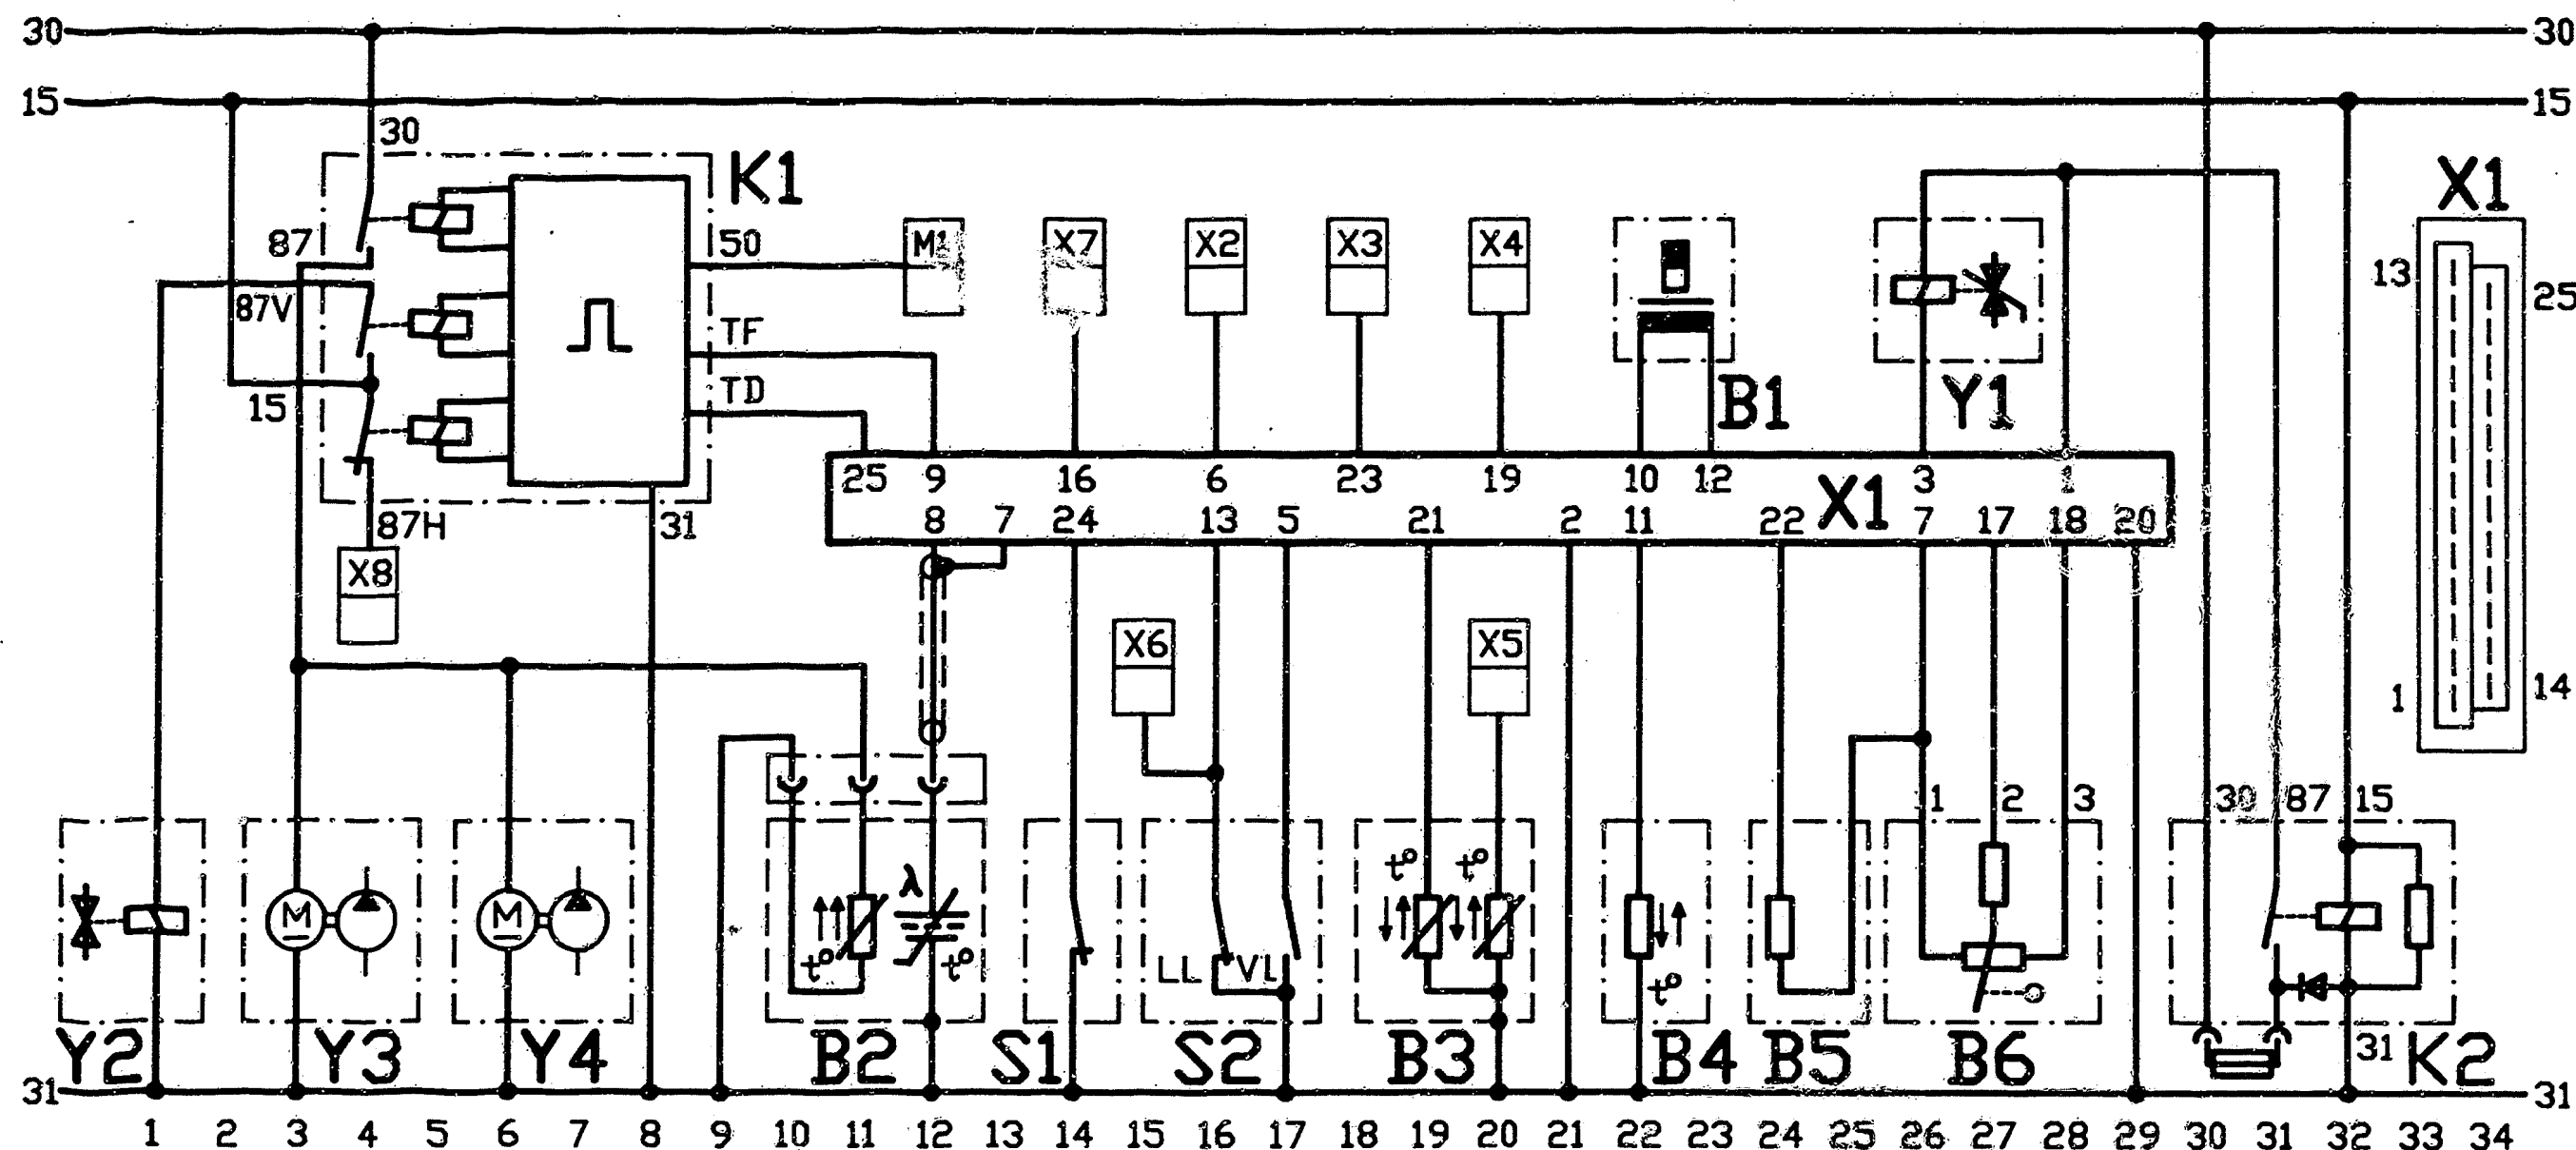 30 30
15 15
30
K1
X1
87 50 M1 X7 X2 X3 X4
13 25
87V TF
15 TD B1 Y1
25 9 16 6 23 19 10 12 3 1
X1
8 7 24 13 5 21 2 11 22 7 17 18 20
87H 31
X8
X6 X5
1 14
1 2 3 30 87 15
λ t° t°
M M
t° t° LL VL t°
Y2 Y3 Y4 B2 S1 S2 B3 B4 B5 B6 31 K2
31 31
1 2 3 4 5 6 7 8 9 10 11 12 13 14 15 16 17 18 19 20 21 22 23 24 25 26 27 28 29 30 31 32 33 34